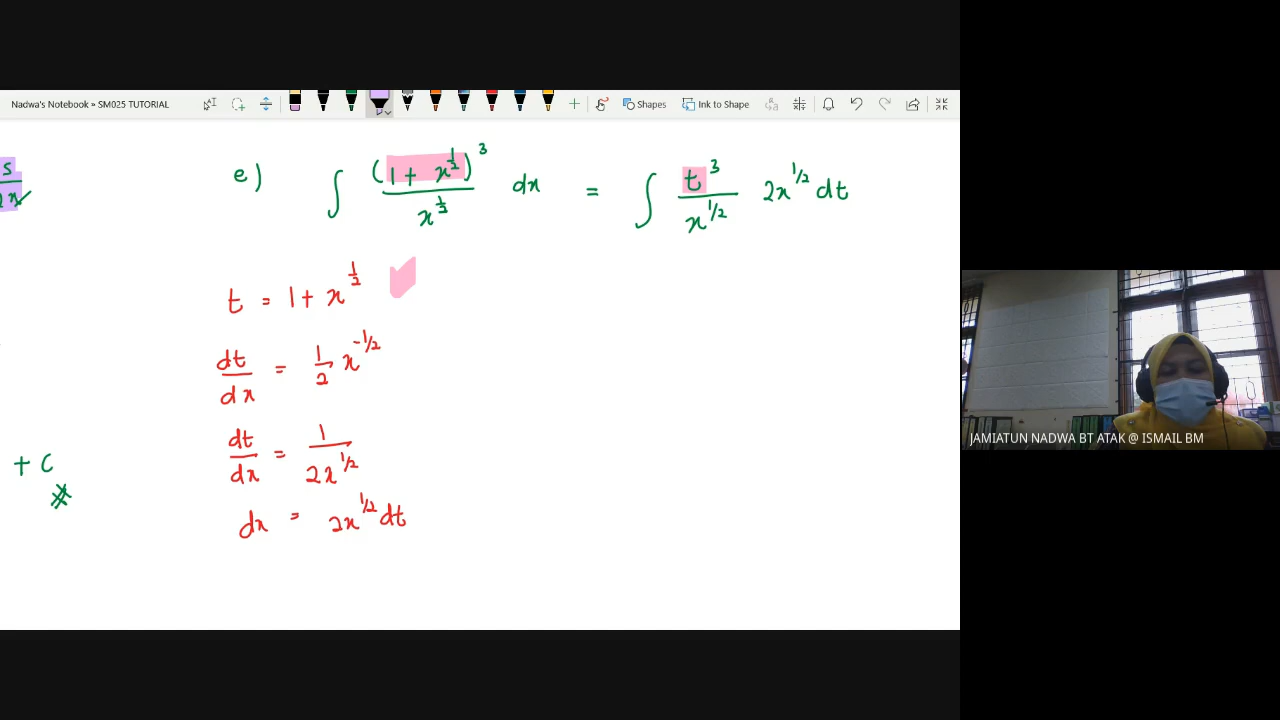 Nadwa's Notebook » SM025 TUTORIAL
Shapes
Ink to Shape
e) ∫ (1 + x^{1/2})^3 / x^{1/2} dx = ∫ t^3 / x^{1/2} 2x^{1/2} dt
t = 1 + x^{1/2}
dt/dx = 1/2 x^{-1/2}
dt/dx = 1 / 2x^{1/2}
+ C
dx = 2x^{1/2} dt
JAMIATUN NADWA BT ATAK @ ISMAIL BM